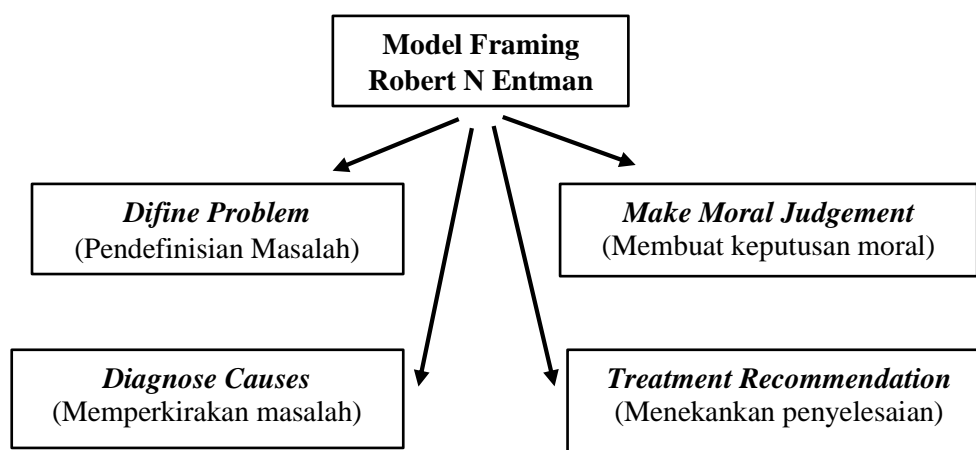 Model Framing
Robert N Entman
Difine Problem
(Pendefinisian Masalah)
Make Moral Judgement
(Membuat keputusan moral)
Diagnose Causes
(Memperkirakan masalah)
Treatment Recommendation
(Menekankan penyelesaian)